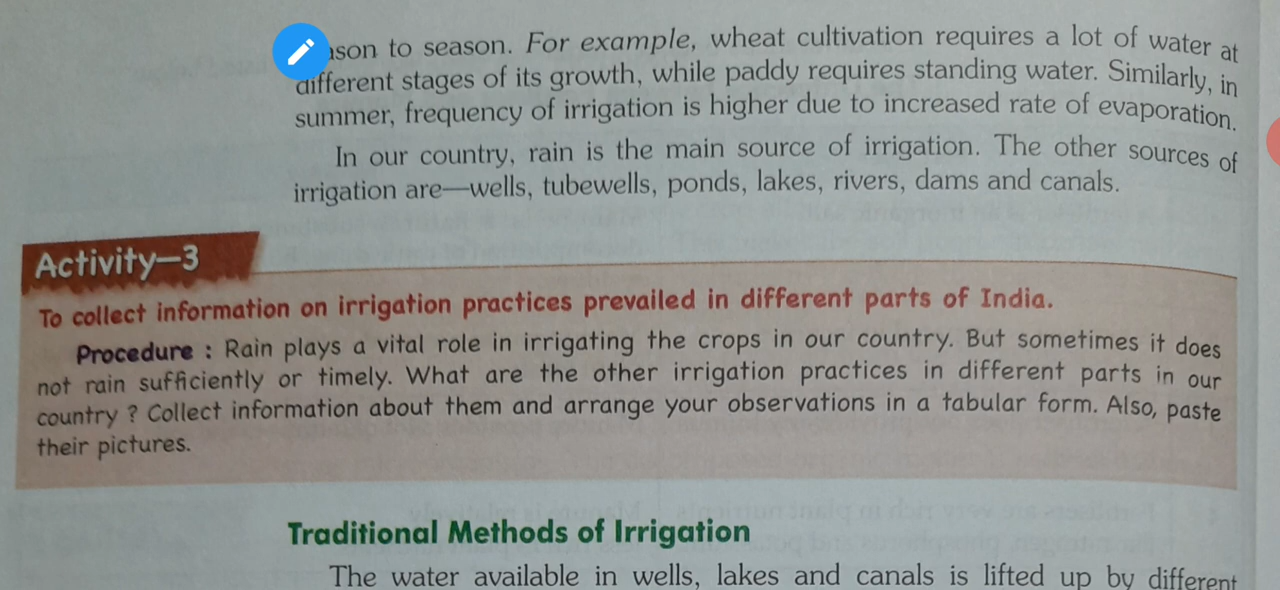 ason to season. For example, wheat cultivation requires a lot of water at
different stages of its growth, while paddy requires standing water. Similarly, in
summer, frequency of irrigation is higher due to increased rate of evaporation.
In our country, rain is the main source of irrigation. The other sources of
irrigation are—wells, tubewells, ponds, lakes, rivers, dams and canals.
Activity—3
To collect information on irrigation practices prevailed in different parts of India.
Procedure : Rain plays a vital role in irrigating the crops in our country. But sometimes it does
not rain sufficiently or timely. What are the other irrigation practices in different parts in our
country ? Collect information about them and arrange your observations in a tabular form. Also, paste
their pictures.
Traditional Methods of Irrigation
The water available in wells, lakes and canals is lifted up by different